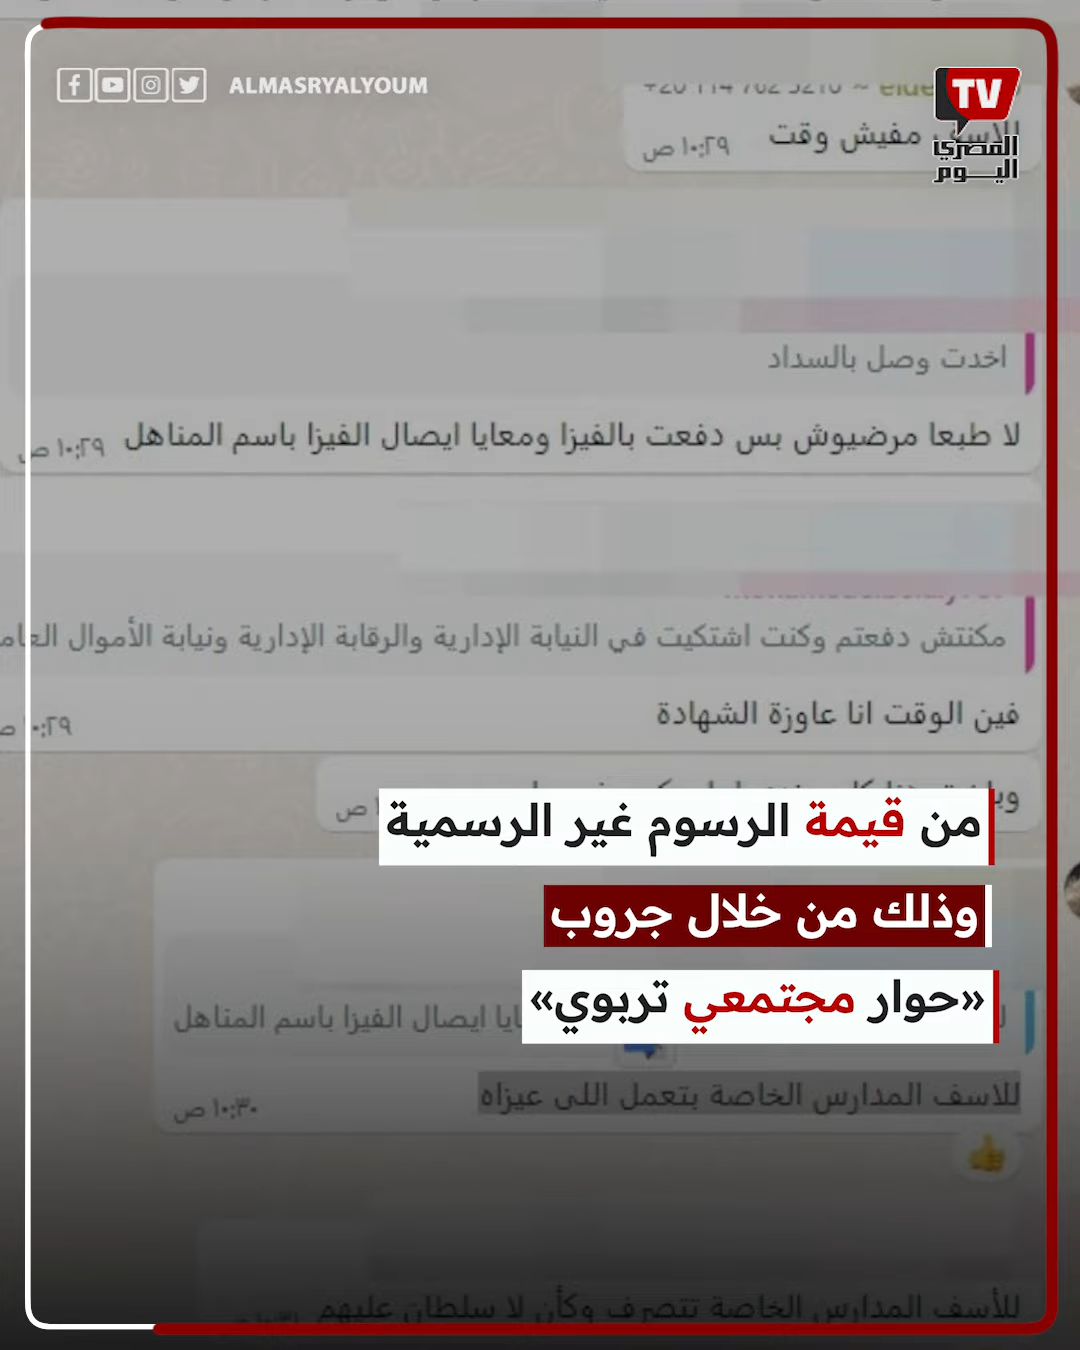 ALMASRYALYOUM
TV
المصري
اليوم
للاسف مفيش وقت
١٠:٢٩ ص
اخدت وصل بالسداد
لا طبعا مرضيوش بس دفعت بالفيزا ومعايا ايصال الفيزا باسم المناهل
١٠:٢٩ ص
مكنتش دفعتم وكنت اشتكيت في النيابة الإدارية والرقابة الإدارية ونيابة الأموال
فين الوقت انا عاوزة الشهادة
١٠:٢٩
من قيمة الرسوم غير الرسمية
وذلك من خلال جروب
«حوار مجتمعي تربوي»
ايصال الفيزا باسم المناهل
للاسف المدارس الخاصة بتعمل اللى عيزاه
١٠:٣٠ ص
للأسف المدارس الخاصة تتصرف وكأن لا سلطان عليهم